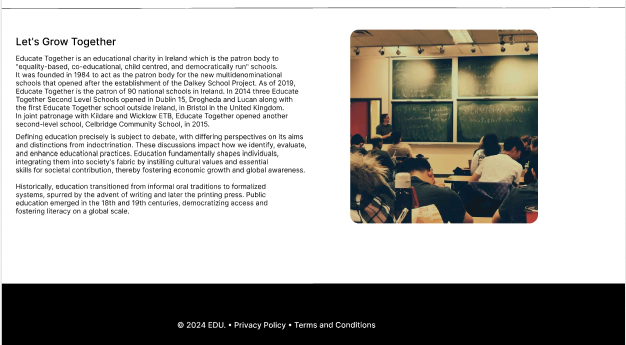 Let's Grow Together
Educate Together is an educational charity in Ireland which is the patron body to
"equality-based, co-educational, child centred, and democratically run" schools.
It was founded in 1984 to act as the patron body for the new multidenominational
schools that opened after the establishment of the Dalkey School Project. As of 2019,
Educate Together is the patron of 90 national schools in Ireland. In 2014 three Educate
Together Second Level Schools opened in Dublin 15, Drogheda and Lucan along with
the first Educate Together school outside Ireland, in Bristol in the United Kingdom.
In joint patronage with Kildare and Wicklow ETB, Educate Together opened another
second-level school, Celbridge Community School, in 2015.
Defining education precisely is subject to debate, with differing perspectives on its aims
and distinctions from indoctrination. These discussions impact how we identify, evaluate,
and enhance educational practices. Education fundamentally shapes individuals,
integrating them into society's fabric by instilling cultural values and essential
skills for societal contribution, thereby fostering economic growth and global awareness.
Historically, education transitioned from informal oral traditions to formalized
systems, spurred by the advent of writing and later the printing press. Public
education emerged in the 18th and 19th centuries, democratizing access and
fostering literacy on a global scale.
© 2024 EDU. • Privacy Policy • Terms and Conditions